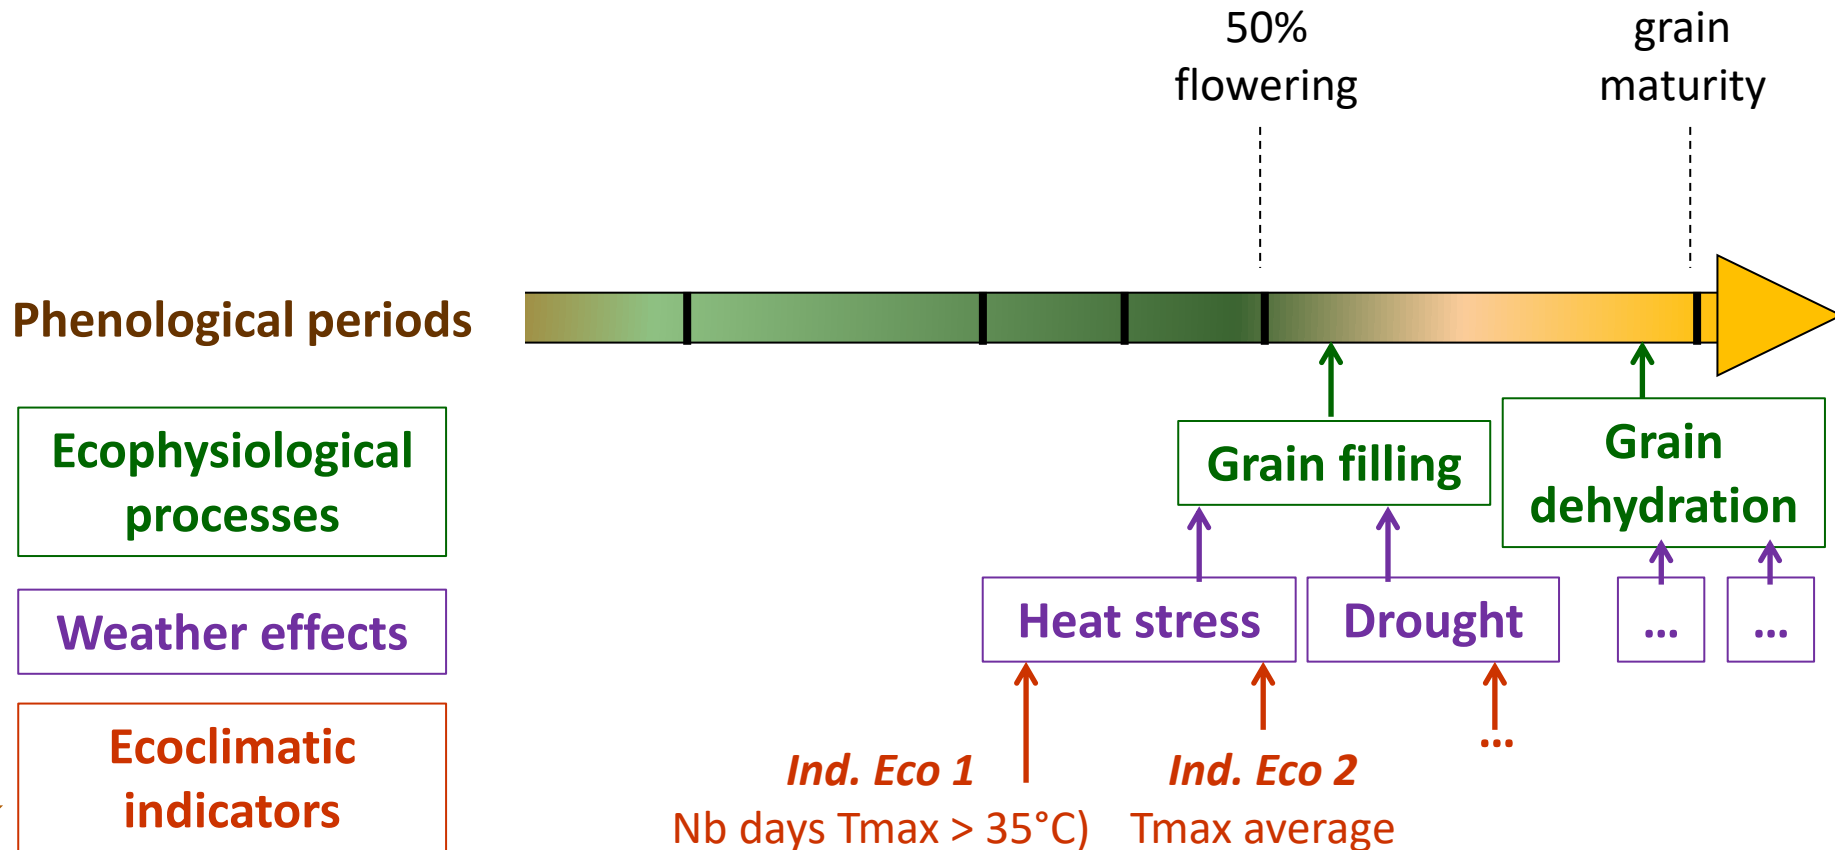 50%
flowering
grain
maturity
Phenological periods
Ecophysiological
processes
Grain filling
Grain
dehydration
Weather effects
Heat stress
Drought
...
...
Ecoclimatic
indicators
...
Ind. Eco 1
Nb days Tmax > 35°C)
Ind. Eco 2
Tmax average